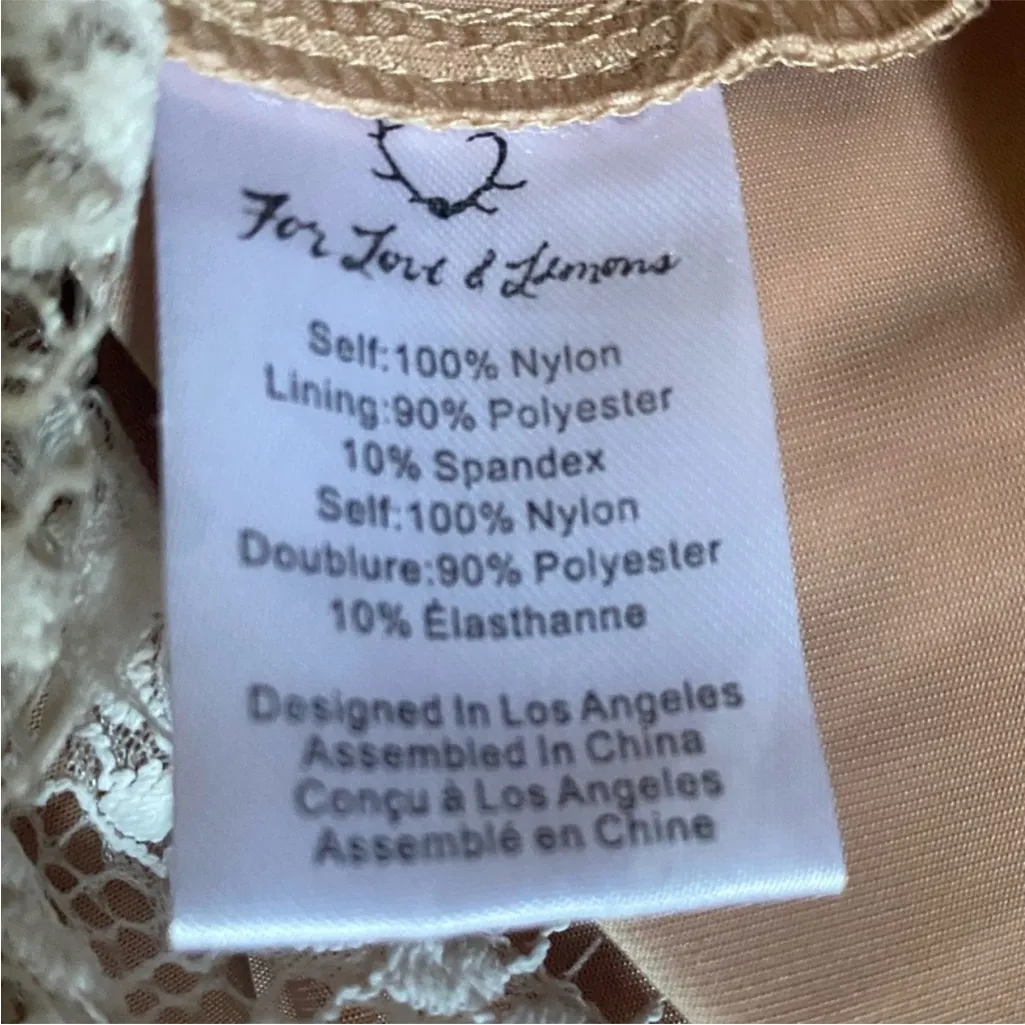 For Love & Lemons
Self:100% Nylon
Lining:90% Polyester
10% Spandex
Self:100% Nylon
Doublure:90% Polyester
10% Élasthanne
Designed In Los Angeles
Assembled In China
Conçu à Los Angeles
Assemblé en Chine